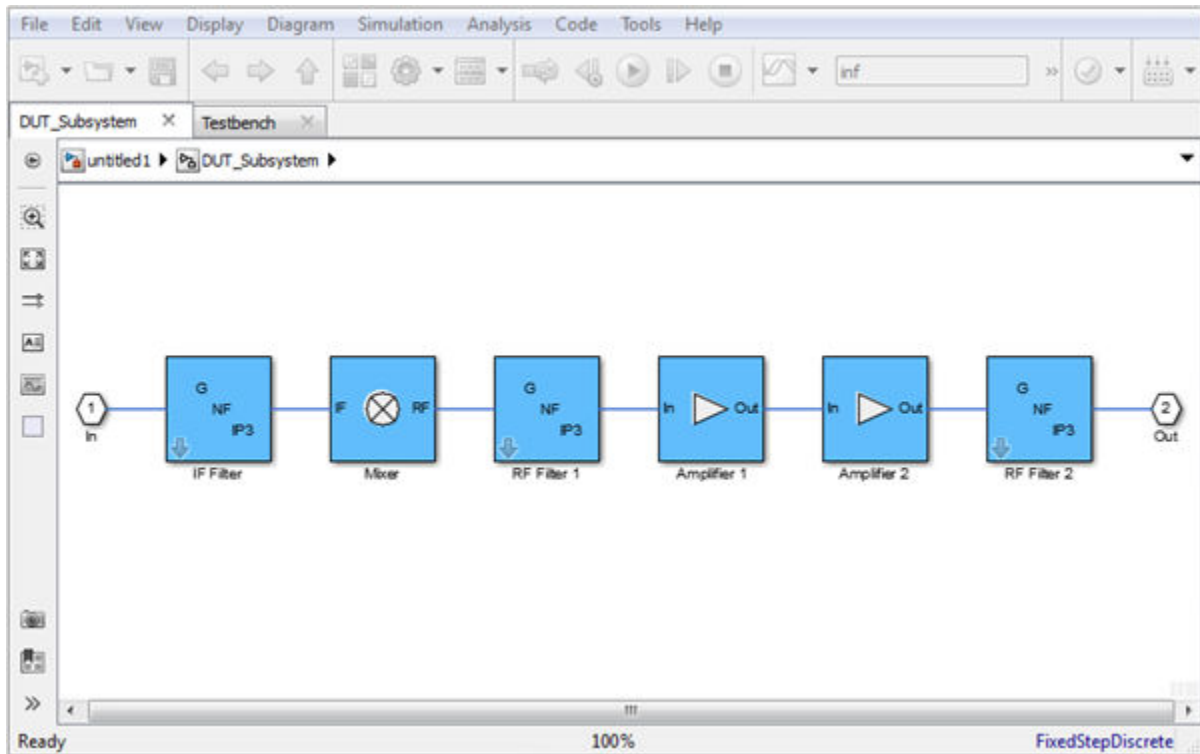 File Edit View Display Diagram Simulation Analysis Code Tools Help
inf
DUT_Subsystem Testbench
untitled1 DUT_Subsystem
G G G
NF NF NF
IP3 IP3 IP3
1 IF RF In Out In Out 2
In IF Filter Mixer RF Filter 1 Amplifier 1 Amplifier 2 RF Filter 2 Out
Ready 100% FixedStepDiscrete